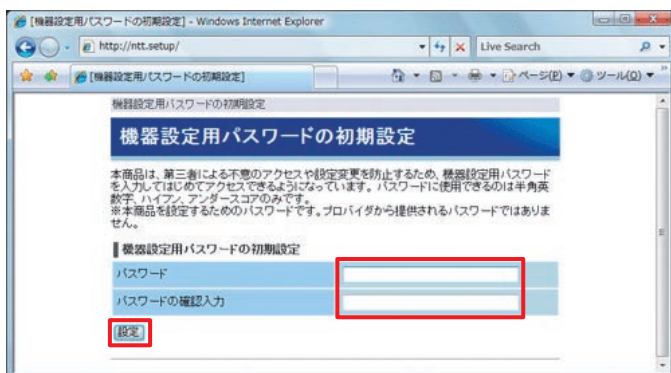 [機器設定用パスワードの初期設定] - Windows Internet Explorer
http://ntt.setup/
Live Search
[機器設定用パスワードの初期設定]
ページ(P)
ツール(O)
機器設定用パスワードの初期設定
機器設定用パスワードの初期設定
本商品は、第三者による不意のアクセスや設定変更を防止するため、機器設定用パスワード
を入力してはじめてアクセスできるようになっています。パスワードに使用できるのは半角英
数字、ハイフン、アンダースコアのみです。
※本商品を設定するためのパスワードです。プロバイダから提供されるパスワードではありま
せん。
機器設定用パスワードの初期設定
パスワード
パスワードの確認入力
設定